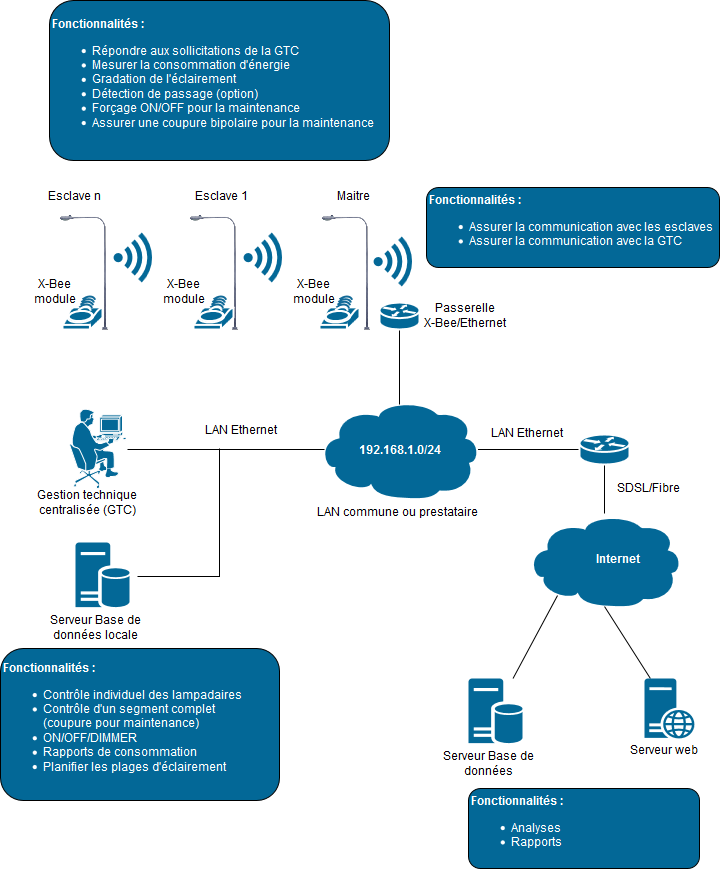 Fonctionnalités :
• Répondre aux sollicitations de la GTC
• Mesurer la consommation d'énergie
• Gradation de l'éclairement
• Détection de passage (option)
• Forçage ON/OFF pour la maintenance
• Assurer une coupure bipolaire pour la maintenance
Esclave n
Esclave 1
Maitre
Fonctionnalités :
• Assurer la communication avec les esclaves
• Assurer la communication avec la GTC
X-Bee
module
X-Bee
module
X-Bee
module
Passerelle
X-Bee/Ethernet
LAN Ethernet
192.168.1.0/24
LAN Ethernet
Gestion technique
centralisée (GTC)
LAN commune ou prestataire
SDSL/Fibre
Internet
Serveur Base de
données locale
Fonctionnalités :
• Contrôle individuel des lampadaires
• Contrôle d'un segment complet
(coupure pour maintenance)
• ON/OFF/DIMMER
• Rapports de consommation
• Planifier les plages d'éclairement
Serveur Base de
données
Serveur web
Fonctionnalités :
• Analyses
• Rapports